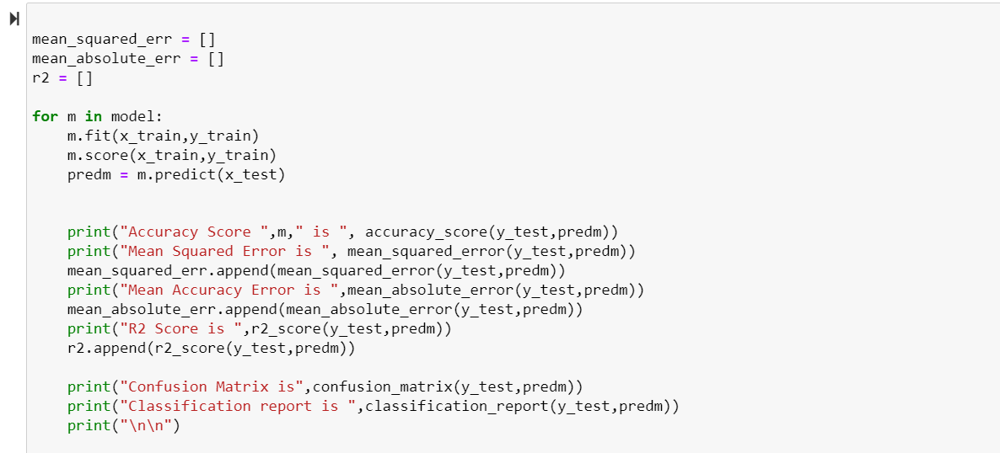 mean_squared_err = []
mean_absolute_err = []
r2 = []
for m in model:
    m.fit(x_train,y_train)
    m.score(x_train,y_train)
    predm = m.predict(x_test)
    print("Accuracy Score ",m," is ", accuracy_score(y_test,predm))
    print("Mean Squared Error is ", mean_squared_error(y_test,predm))
    mean_squared_err.append(mean_squared_error(y_test,predm))
    print("Mean Accuracy Error is ",mean_absolute_error(y_test,predm))
    mean_absolute_err.append(mean_absolute_error(y_test,predm))
    print("R2 Score is ",r2_score(y_test,predm))
    r2.append(r2_score(y_test,predm))
    print("Confusion Matrix is",confusion_matrix(y_test,predm))
    print("Classification report is ",classification_report(y_test,predm))
    print("\n\n")